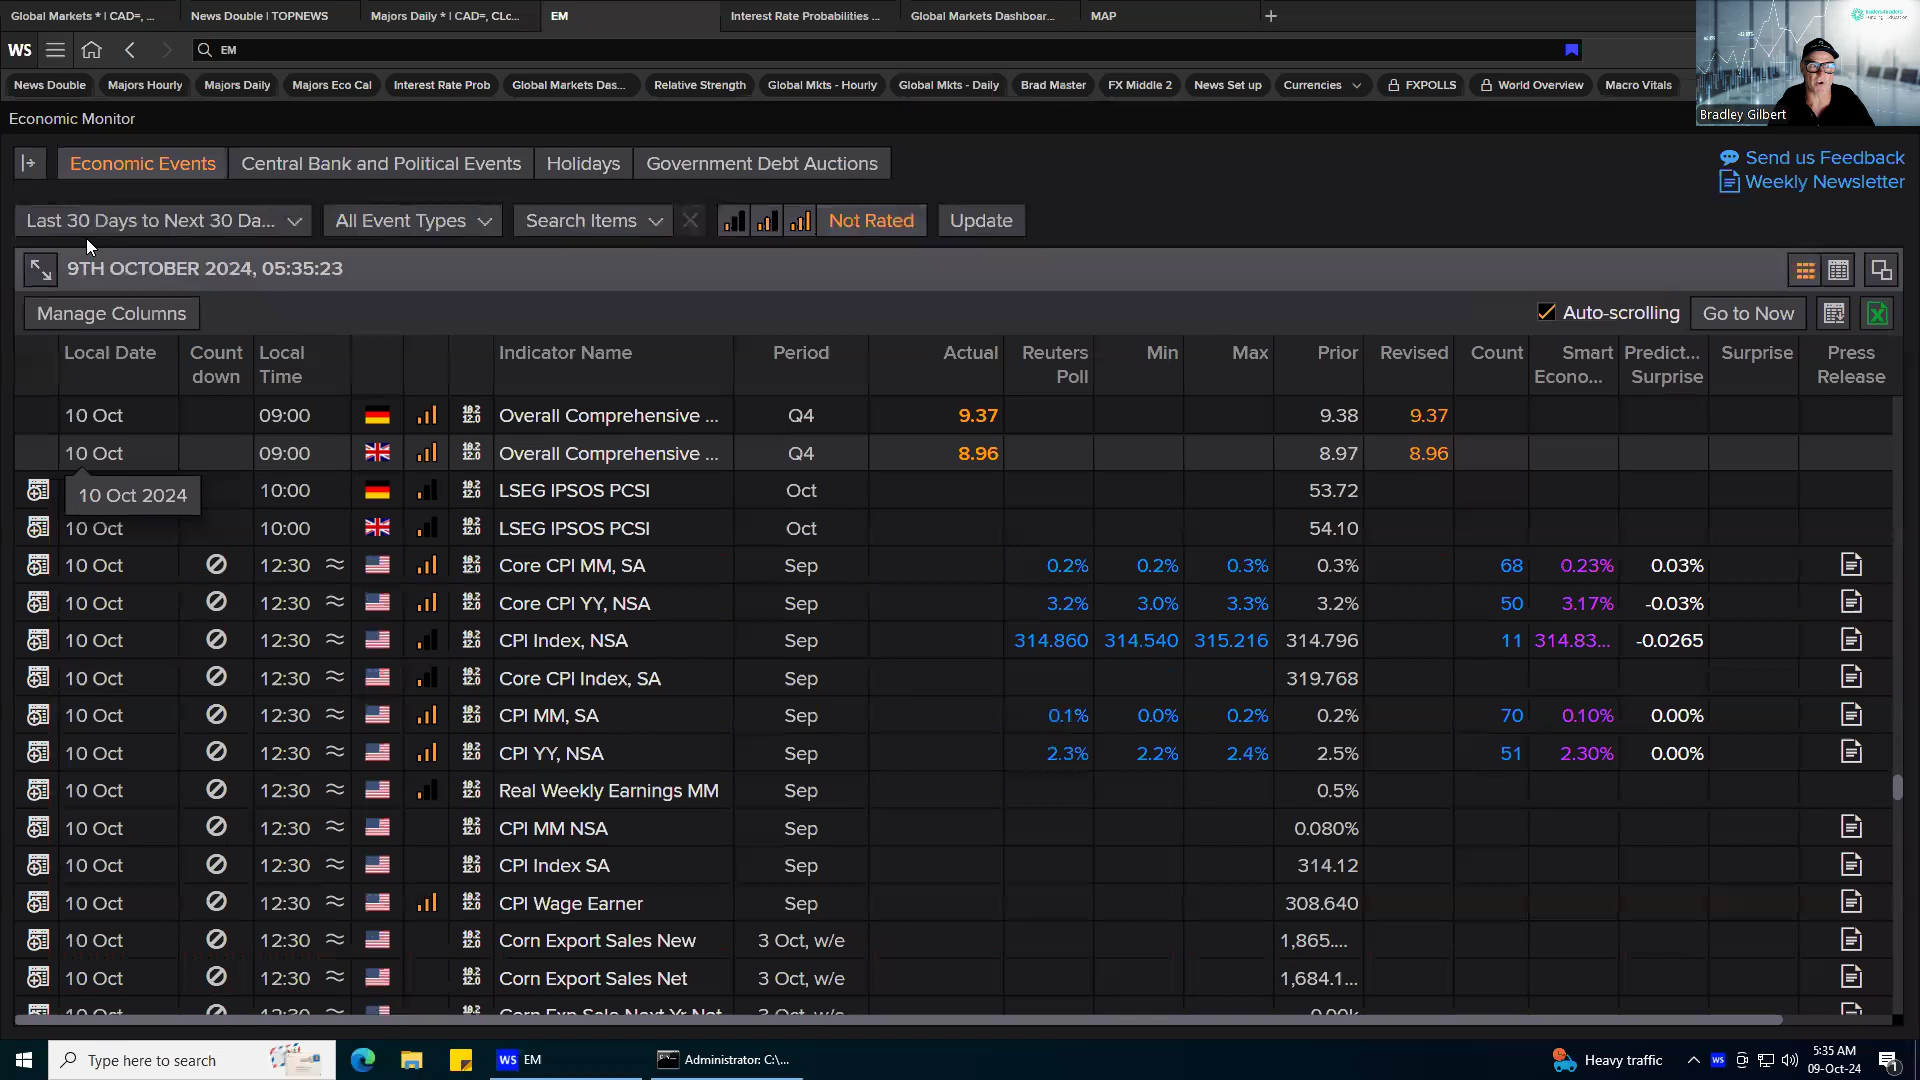 Global Markets * | CAD=, ...
News Double | TOPNEWS
Majors Daily * | CAD=, CLc...
EM
Interest Rate Probabilities ...
Global Markets Dashboar...
MAP
WS
EM
News Double
Majors Hourly
Majors Daily
Majors Eco Cal
Interest Rate Prob
Global Markets Das...
Relative Strength
Global Mkts - Hourly
Global Mkts - Daily
Brad Master
FX Middle 2
News Set up
Currencies
FXPOLLS
World Overview
Macro Vitals
traders4traders
Bradley Gilbert
Economic Monitor
Economic Events
Central Bank and Political Events
Holidays
Government Debt Auctions
Send us Feedback
Weekly Newsletter
Last 30 Days to Next 30 Da...
All Event Types
Search Items
Not Rated
Update
9TH OCTOBER 2024, 05:35:23
Manage Columns
Auto-scrolling
Go to Now
Local Date Count down Local Time Indicator Name Period Actual Reuters Poll Min Max Prior Revised Count Smart Econo... Predict... Surprise Surprise Press Release
10 Oct 09:00 Overall Comprehensive ... Q4 9.37 9.38 9.37
10 Oct 09:00 Overall Comprehensive ... Q4 8.96 8.97 8.96
10 Oct 2024
10:00 LSEG IPSOS PCSI Oct 53.72
10 Oct 10:00 LSEG IPSOS PCSI Oct 54.10
10 Oct 12:30 Core CPI MM, SA Sep 0.2% 0.2% 0.3% 0.3% 68 0.23% 0.03%
10 Oct 12:30 Core CPI YY, NSA Sep 3.2% 3.0% 3.3% 3.2% 50 3.17% -0.03%
10 Oct 12:30 CPI Index, NSA Sep 314.860 314.540 315.216 314.796 11 314.83... -0.0265
10 Oct 12:30 Core CPI Index, SA Sep 319.768
10 Oct 12:30 CPI MM, SA Sep 0.1% 0.0% 0.2% 0.2% 70 0.10% 0.00%
10 Oct 12:30 CPI YY, NSA Sep 2.3% 2.2% 2.4% 2.5% 51 2.30% 0.00%
10 Oct 12:30 Real Weekly Earnings MM Sep 0.5%
10 Oct 12:30 CPI MM NSA Sep 0.080%
10 Oct 12:30 CPI Index SA Sep 314.12
10 Oct 12:30 CPI Wage Earner Sep 308.640
10 Oct 12:30 Corn Export Sales New 3 Oct, w/e 1,865....
10 Oct 12:30 Corn Export Sales Net 3 Oct, w/e 1,684.1...
Type here to search
WS EM
Administrator: C:\...
Heavy traffic
WS
5:35 AM
09-Oct-24
1